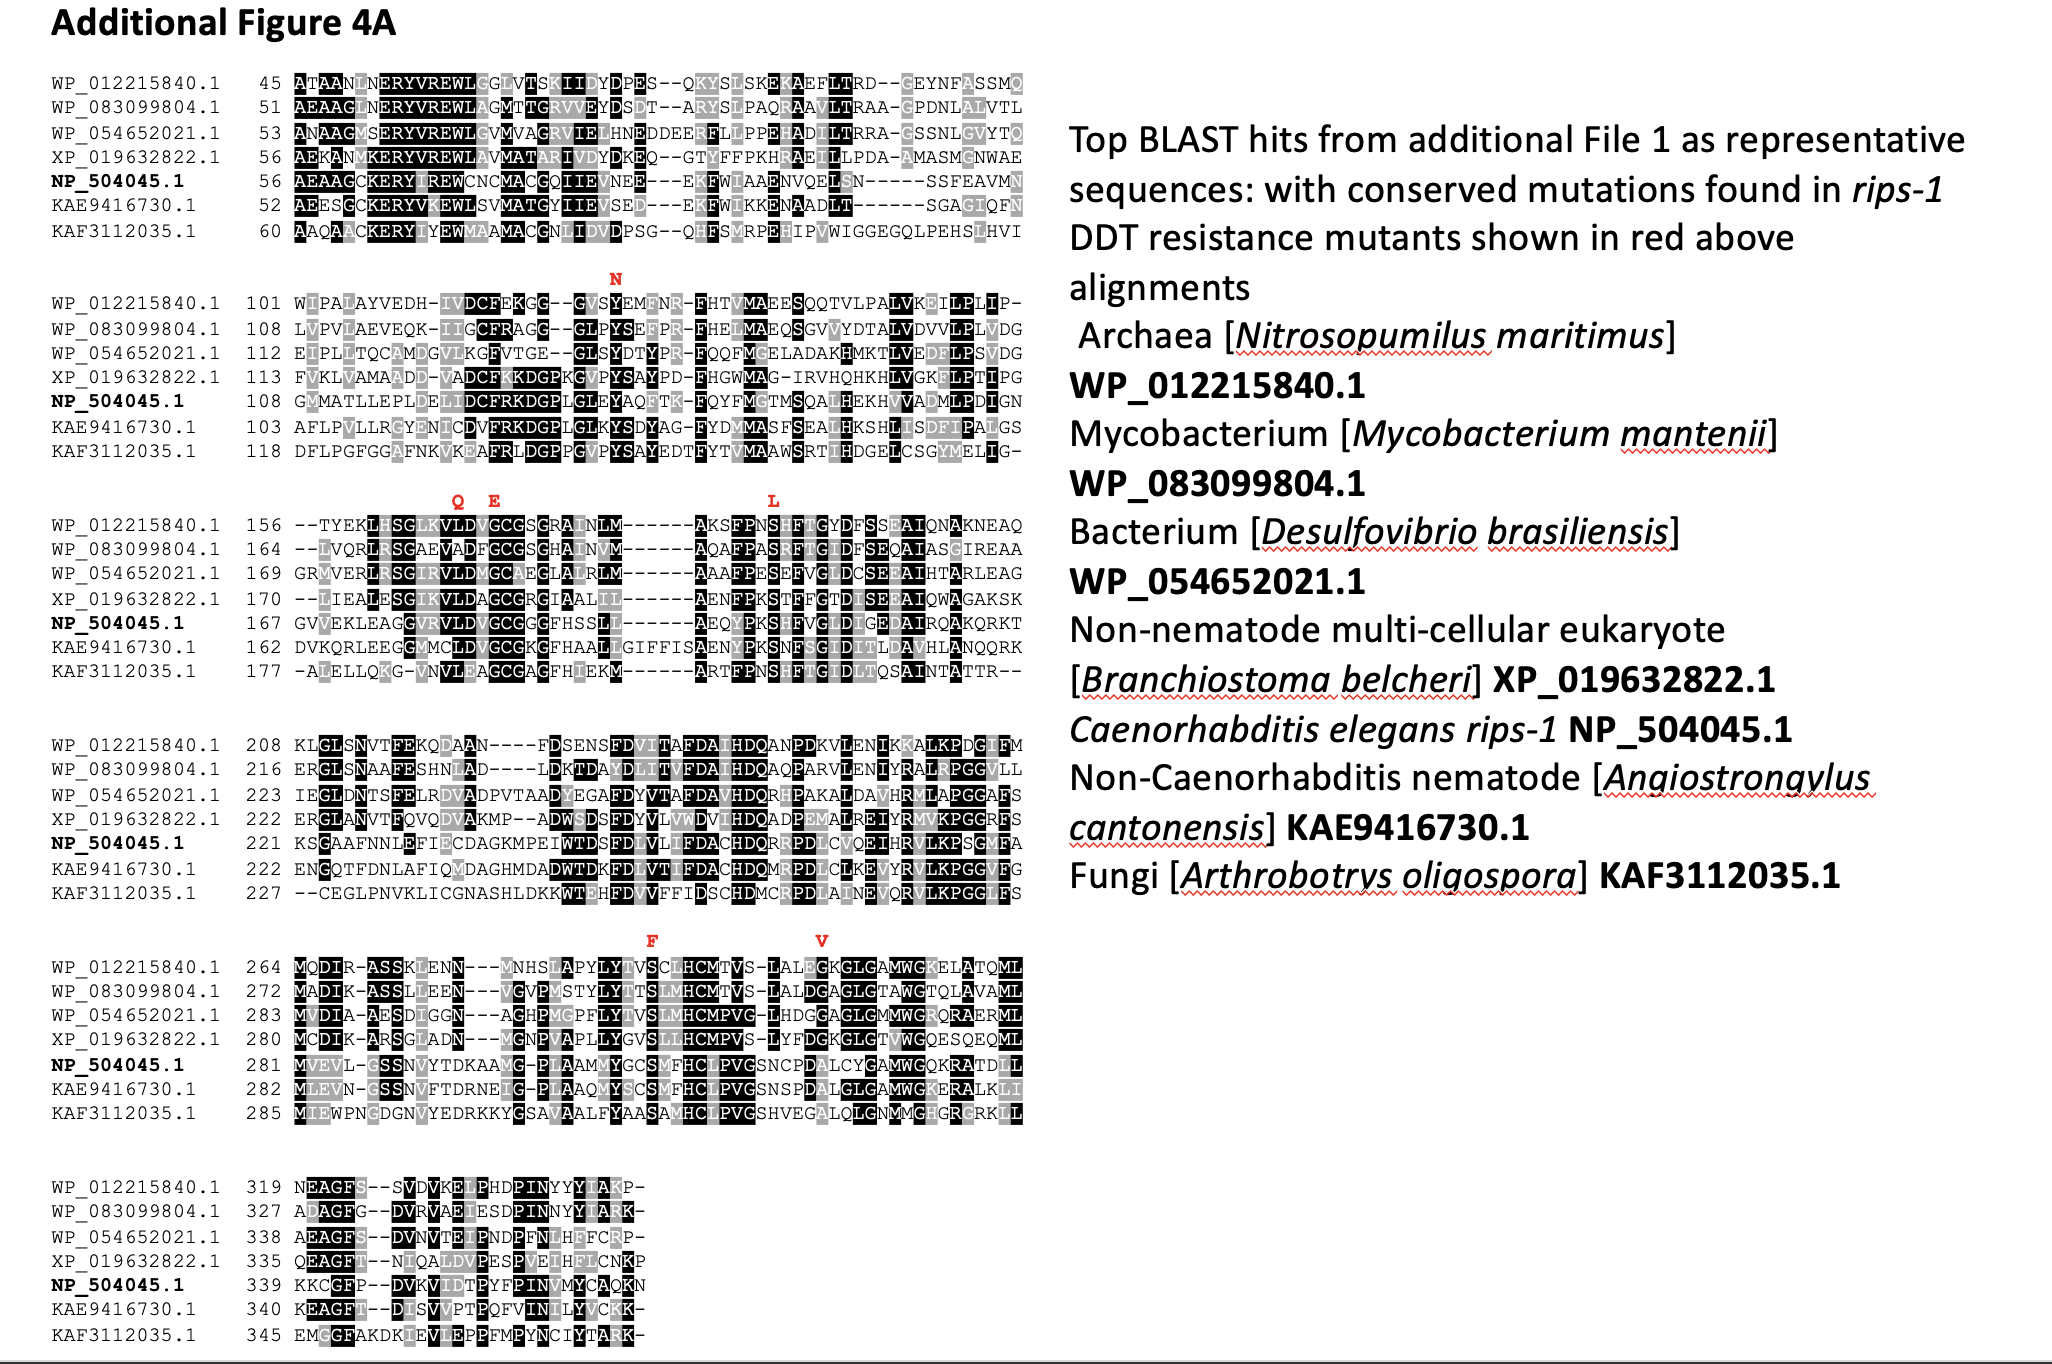 Additional Figure 4A
WP_012215840.1 45 ATAANLNERYVREWLGGLVTSKIIDYDPES--QKYSLSKEKAEFLTRD--GEYNFASSMQ
WP_083099804.1 51 AEAAGLNERYVREWLAGMTTGRVVEYDSDT--ARYSLPAQRAAVLTRAA-GPDNLALVTL
WP_054652021.1 53 ANAAGMSERYVREWLGVMVAGRVIELHNEDDEERFLLPPEHADILTRRA-GSSNLGVYTQ
XP_019632822.1 56 AEKANMKERYVREWLAVMATARIVDYDKEQ--GTYFFPKHRAEILLPDA-AMASMGNWAE
NP_504045.1 56 AEAAGCKERYIREWCNCMACGQIIEVNEE---EKFWIAAENVQELSN-----SSFEAVMN
KAE9416730.1 52 AEESGCKERYVKEWLSVMATGYIIEVSED---EKFWIKKENAADLT------SGAGIQFN
KAF3112035.1 60 AAQAACKERYIYEWMAAMACGNLIDVDPSG--QHFSMRPEHIPVWIGGEGQLPEHSLHVI
N
WP_012215840.1 101 WIPALAYVEDH-IVDCFEKGG--GVSYEMFNR-FHTVMAEESQQTVLPALVKEILPLIP-
WP_083099804.1 108 LVPVLAEVEQK-IIGCFRAGG--GLPYSEFPR-FHELMAEQSGVVYDTALVDVVLPLVDG
WP_054652021.1 112 EIPLLTQCAMDGVLKGFVTGE--GLSYDTYPR-FQQFMGELADAKHMKTLVEDFLPSVDG
XP_019632822.1 113 FVKLVAMAADD-VADCFKKDGPKGVPYSAYPD-FHGWMAG-IRVHQHKHLVGKFLPTIPG
NP_504045.1 108 GMMATLLEPLDELIDCFRKDGPLGLEYAQFTK-FQYFMGTMSQALHEKHVVADMLPDIGN
KAE9416730.1 103 AFLPVLLRGYENICDVFRKDGPLGLKYSDYAG-FYDMMASFSEALHKSHLISDFIPALGS
KAF3112035.1 118 DFLPGFGGAFNKVKEAFRLDGPPGVPYSAYEDTFYTVMAAWSRTIHDGELCSGYMELIG-
Q E L
WP_012215840.1 156 --TYEKLHSGLKVLDVGCGSGRAINLM------AKSFPNSHFTGYDFSSEAIQNAKNEAQ
WP_083099804.1 164 --LVQRLRSGAEVADFGCGSGHAINVM------AQAFPASRFTGIDFSEQAIASGIREAA
WP_054652021.1 169 GRMVERLRSGIRVLDMGCAEGLALRLM------AAAFPESEFVGLDCSEEAIHTARLEAG
XP_019632822.1 170 --LIEALESGIKVLDAGCGRGIAALIL------AENFPKSTFFGTDISEEAIQWAGAKSK
NP_504045.1 167 GVVEKLEAGGVRVLDVGCGGGFHSSLL------AEQYPKSHFVGLDIGEDAIRQAKQRKT
KAE9416730.1 162 DVKQRLEEGGMMCLDVGCGKGFHAALLGIFFISAENYPKSNFSGIDITLDAVHLANQQRK
KAF3112035.1 177 -ALELLQKG-VNVLEAGCGAGFHIEKM------ARTFPNSHFTGIDLTQSAINTATTR--
WP_012215840.1 208 KLGLSNVTFEKQDAAN----FDSENSFDVITAFDAIHDQANPDKVLENIKKALKPDGIFM
WP_083099804.1 216 ERGLSNAAFESHNLAD----LDKTDAYDLITVFDAIHDQAQPARVLENIYRALRPGGVLL
WP_054652021.1 223 IEGLDNTSFELRDVADPVTAADYEGAFDYVTAFDAVHDQRHPAKALDAVHRMLAPGGAFS
XP_019632822.1 222 ERGLANVTFQVQDVAKMP--ADWSDSFDYVLVWDVIHDQADPEMALREIYRMVKPGGRFS
NP_504045.1 221 KSGAAFNNLEFIECDAGKMPEIWTDSFDLVLIFDACHDQRRPDLCVQEIHRVLKPSGMFA
KAE9416730.1 222 ENGQTFDNLAFIQMDAGHMDADWTDKFDLVTIFDACHDQMRPDLCLKEVYRVLKPGGVFG
KAF3112035.1 227 --CEGLPNVKLICGNASHLDKKWTEHFDVVFFIDSCHDMCRPDLAINEVQRVLKPGGLFS
F V
WP_012215840.1 264 MQDIR-ASSKLENN---MNHSLAPYLYTVSCLHCMTVS-LALEGKGLGAMWGKELATQML
WP_083099804.1 272 MADIK-ASSLLEEN---VGVPMSTYLYTTSLMHCMTVS-LALDGAGLGTAWGTQLAVAML
WP_054652021.1 283 MVDIA-AESDIGGN---AGHPMGPFLYTVSLMHCMPVG-LHDGGAGLGMMWGRQRAERML
XP_019632822.1 280 MCDIK-ARSGLADN---MGNPVAPLLYGVSLLHCMPVS-LYFDGKGLGTVWGQESQEQML
NP_504045.1 281 MVEVL-GSSNVYTDKAAMG-PLAAMMYGCSMFHCLPVGSNCPDALCYGAMWGQKRATDLL
KAE9416730.1 282 MLEVN-GSSNVFTDRNEIG-PLAAQMYSCSMFHCLPVGSNSPDALGLGAMWGKERALKLI
KAF3112035.1 285 MIEWPNGDGNVYEDRKKYGSAVAALFYAASAMHCLPVGSHVEGALQLGNMMGHGRGRKLL
WP_012215840.1 319 NEAGFS--SVDVKELPHDPINYYYIAKP-
WP_083099804.1 327 ADAGFG--DVRVAEIESDPINNYYIARK-
WP_054652021.1 338 AEAGFS--DVNVTEIPNDPFNLHFFCRP-
XP_019632822.1 335 QEAGFT--NIQALDVPESPVEIHFLCNKP
NP_504045.1 339 KKCGFP--DVKVIDTPYFPINVMYCAQKN
KAE9416730.1 340 KEAGFT--DISVVPTPQFVINILYVCKK-
KAF3112035.1 345 EMGGFAKDKIEVLEPPFMPYNCIYTARK-
Top BLAST hits from additional File 1 as representative
sequences: with conserved mutations found in rips-1
DDT resistance mutants shown in red above
alignments
Archaea [Nitrosopumilus maritimus]
WP_012215840.1
Mycobacterium [Mycobacterium mantenii]
WP_083099804.1
Bacterium [Desulfovibrio brasiliensis]
WP_054652021.1
Non-nematode multi-cellular eukaryote
[Branchiostoma belcheri] XP_019632822.1
Caenorhabditis elegans rips-1 NP_504045.1
Non-Caenorhabditis nematode [Angiostrongylus
cantonensis] KAE9416730.1
Fungi [Arthrobotrys oligospora] KAF3112035.1